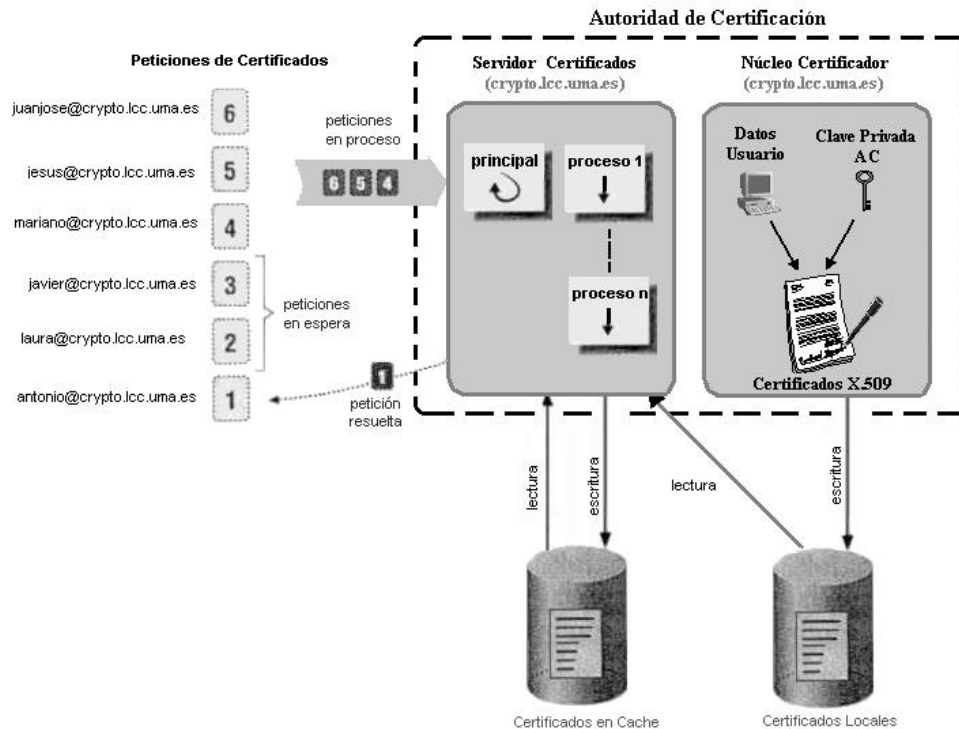 Autoridad de Certificación
Peticiones de Certificados
juanjose@crypto.lcc.uma.es
6
jesus@crypto.lcc.uma.es
5
mariano@crypto.lcc.uma.es
4
javier@crypto.lcc.uma.es
3
laura@crypto.lcc.uma.es
2
antonio@crypto.lcc.uma.es
1
peticiones
en espera
peticiones
en proceso
6 5 4
1
petición
resuelta
Servidor Certificados
(crypto.lcc.uma.es)
principal
proceso 1
proceso n
Núcleo Certificador
(crypto.lcc.uma.es)
Datos
Usuario
Clave Privada
A C
Certificados X.509
lectura
escritura
lectura
escritura
Certificados en Cache
Certificados Locales